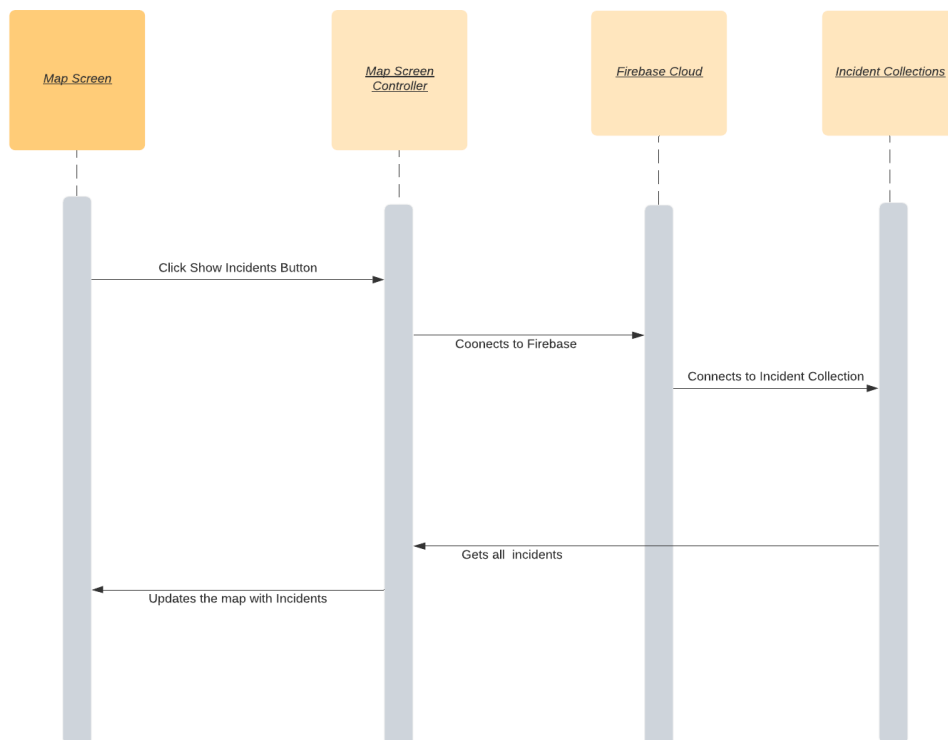 Map Screen
Map Screen
Controller
Firebase Cloud
Incident Collections
Click Show Incidents Button
Coonects to Firebase
Connects to Incident Collection
Gets all  incidents
Updates the map with Incidents